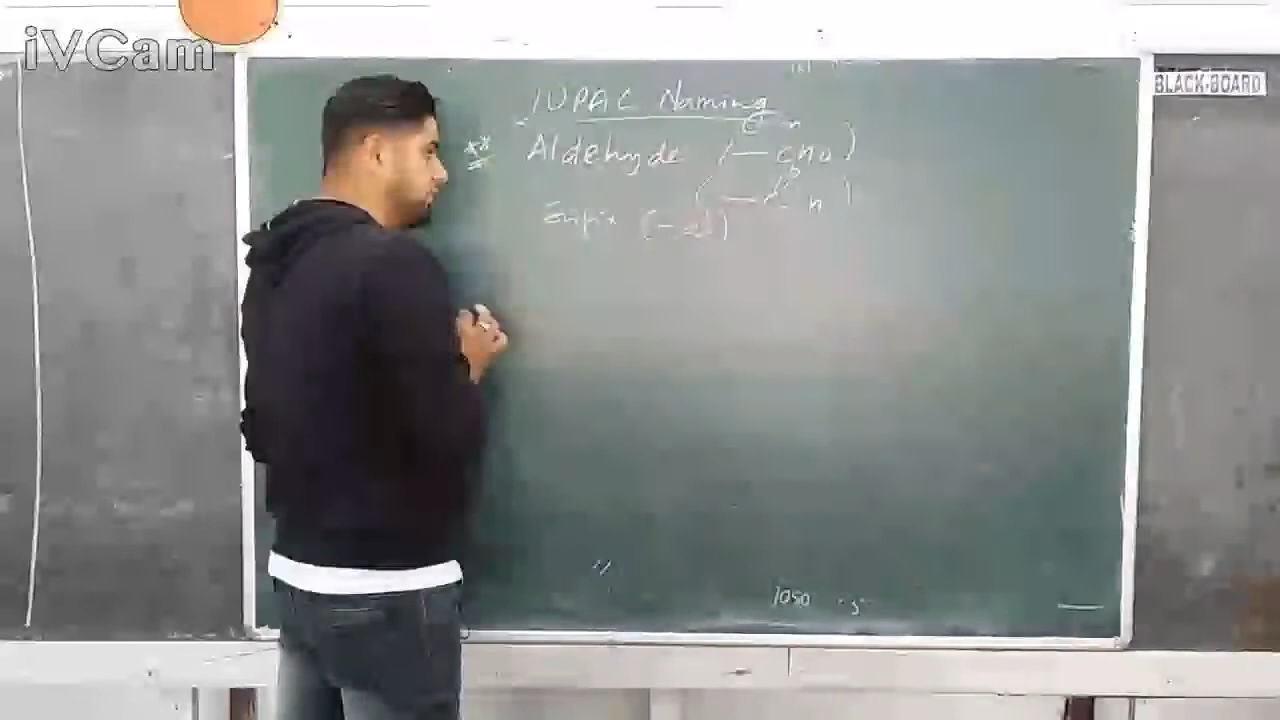 iVCam
BLACK-BOARD
IUPAC Naming
** Aldehyde (—CHO)
Suffix (-al)
1050